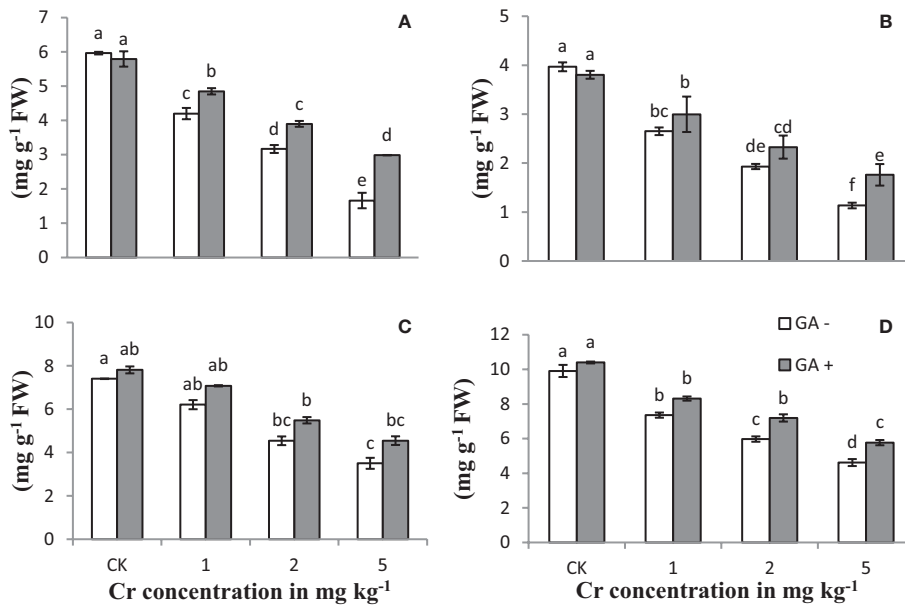 A
(mg g-1 FW)
7
6
5
4
3
2
1
0
a a
c b
d c
e d
B
(mg g-1 FW)
5
4
3
2
1
0
a a
bc b
de cd
f e
C
(mg g-1 FW)
10
8
6
4
2
0
a ab
ab ab
bc b
c bc
CK 1 2 5
Cr concentration in mg kg-1
D
GA -
GA +
(mg g-1 FW)
12
10
8
6
4
2
0
a a
b b
c b
d c
CK 1 2 5
Cr concentration in mg kg-1